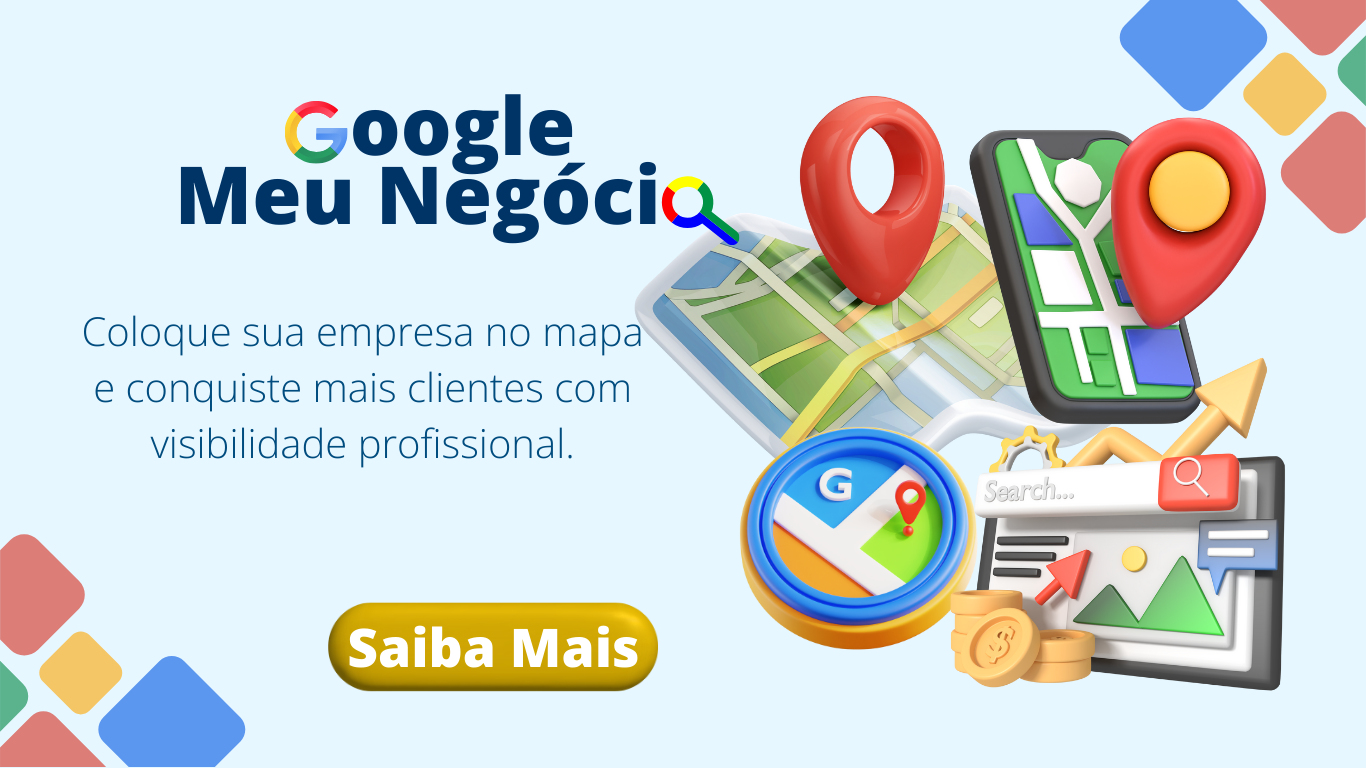 Google
Meu Negócio
Coloque sua empresa no mapa
e conquiste mais clientes com
visibilidade profissional.
Saiba Mais
G
Search...
$